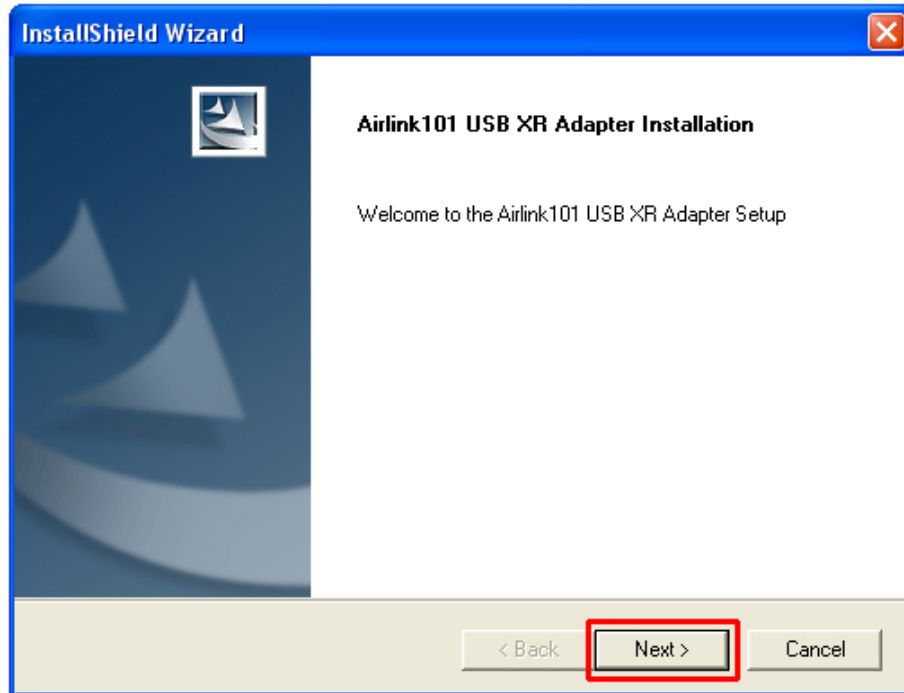 InstallShield Wizard
Airlink101 USB XR Adapter Installation
Welcome to the Airlink101 USB XR Adapter Setup
< Back Next > Cancel